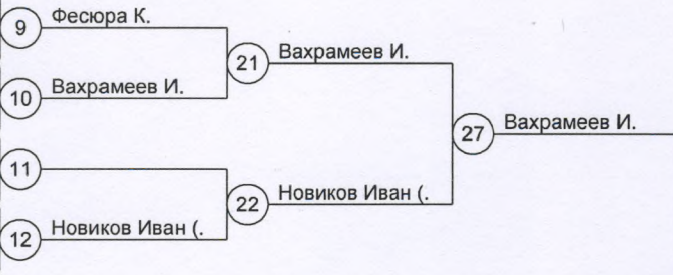 9 Фесюра К.
21 Вахрамеев И.
10 Вахрамеев И.
27 Вахрамеев И.
11
22 Новиков Иван (.
12 Новиков Иван (.